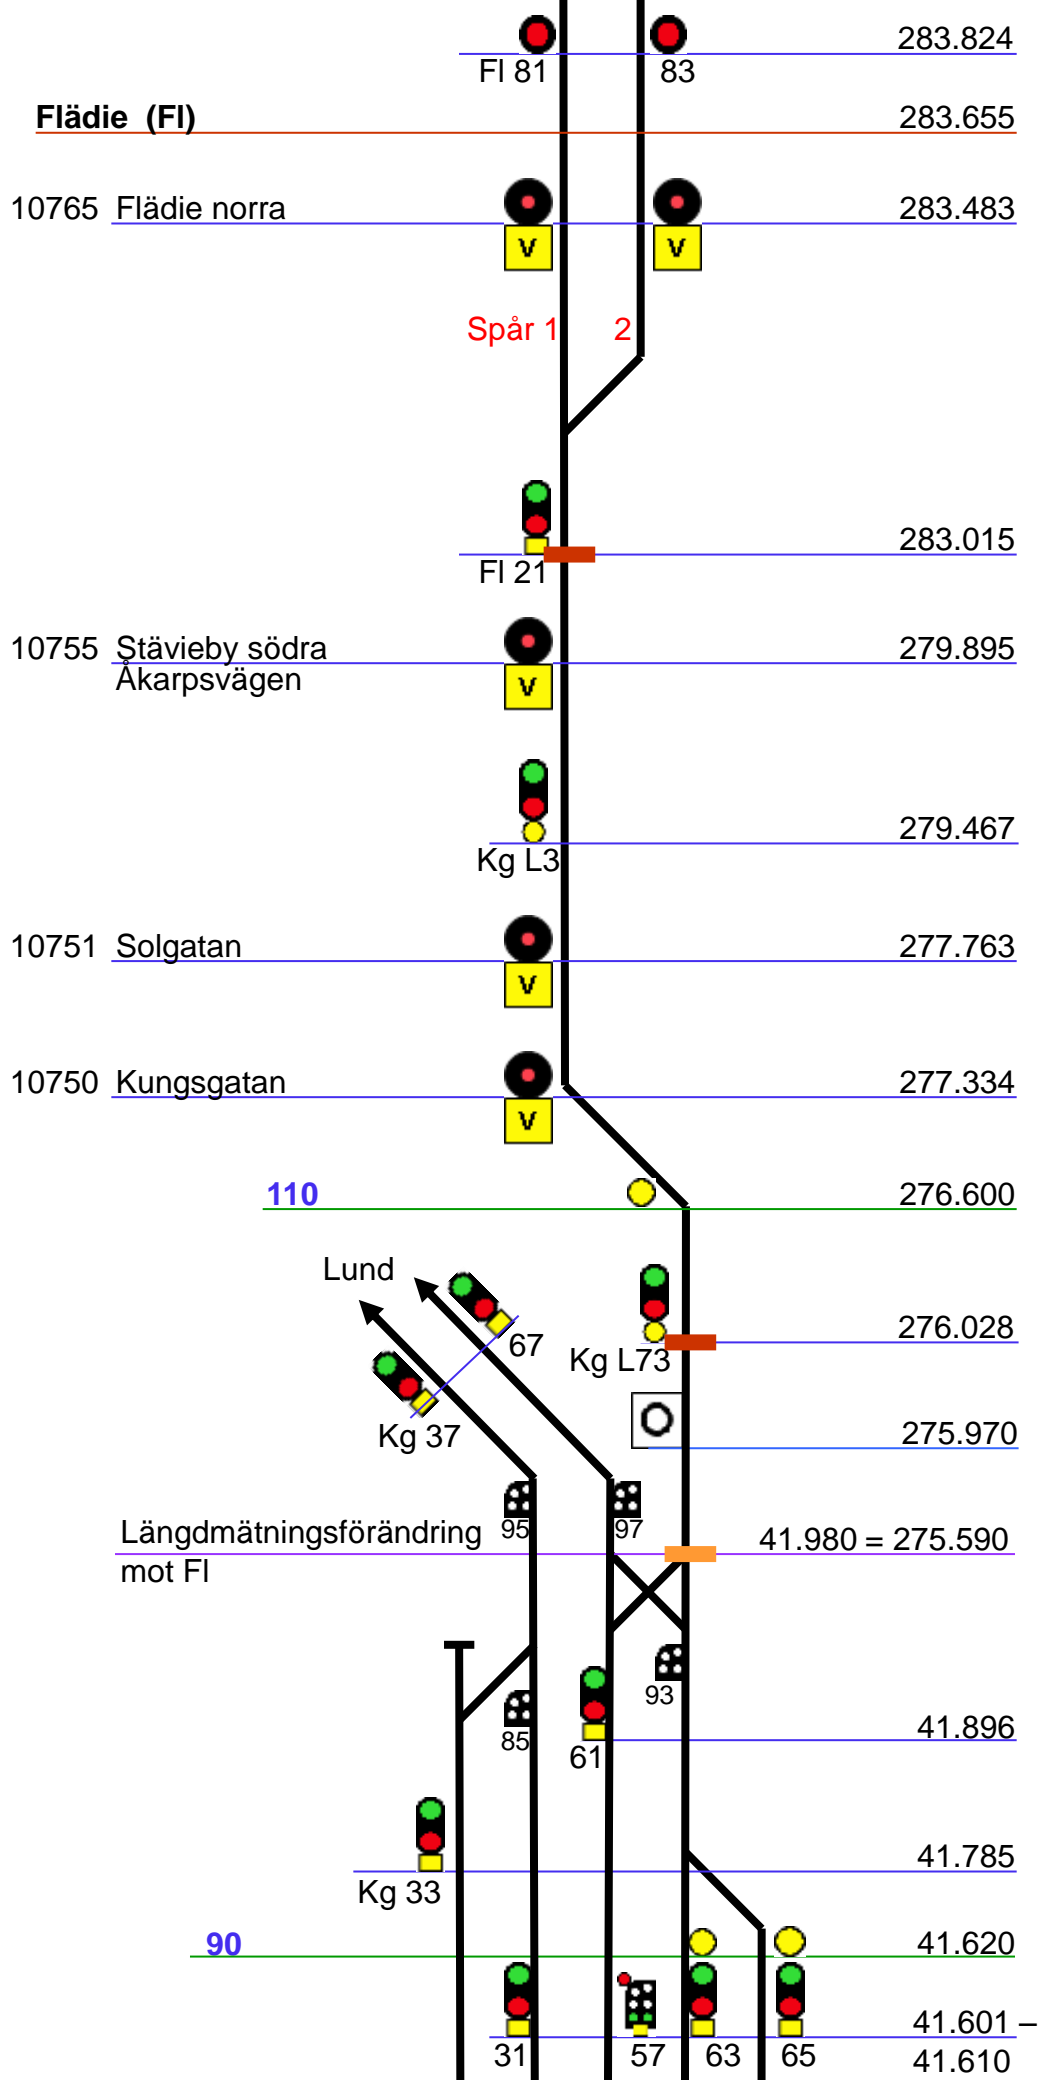 283.824
Fl 81
83
Flädie (Fl)
283.655
10765 Flädie norra
283.483
V
V
Spår 1
2
283.015
Fl 21
10755 Stävieby södra
Åkarpsvägen
279.895
V
279.467
Kg L3
10751 Solgatan
277.763
V
10750 Kungsgatan
277.334
V
110
276.600
Lund
67
276.028
Kg L73
Kg 37
275.970
95
97
Längdmätningsförändring
mot Fl
41.980 = 275.590
93
85
61
41.896
41.785
Kg 33
90
41.620
41.601 –
41.610
31
57
63
65